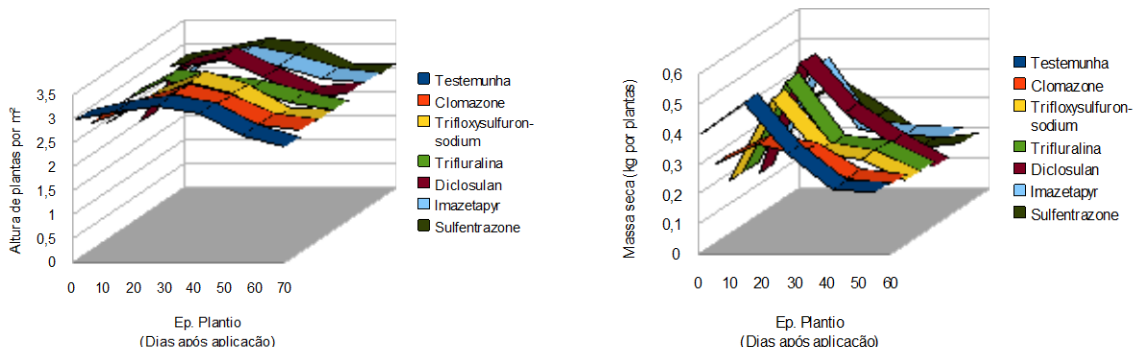 Altura de plantas por m²
3,5
3
2,5
2
1,5
1
0,5
0
0 10 20 30 40 50 60 70
Ep. Plantio
(Dias após aplicação)
Testemunha
Clomazone
Trifloxysulfuron-
sodium
Trifluralina
Diclosulan
Imazetapyr
Sulfentrazone
Massa seca (kg por plantas)
0,6
0,5
0,4
0,3
0,2
0,1
0
0 10 20 30 40 50 60
Ep. Plantio
(Dias após aplicação)
Testemunha
Clomazone
Trifloxysulfuron-
sodium
Trifluralina
Diclosulan
Imazetapyr
Sulfentrazone